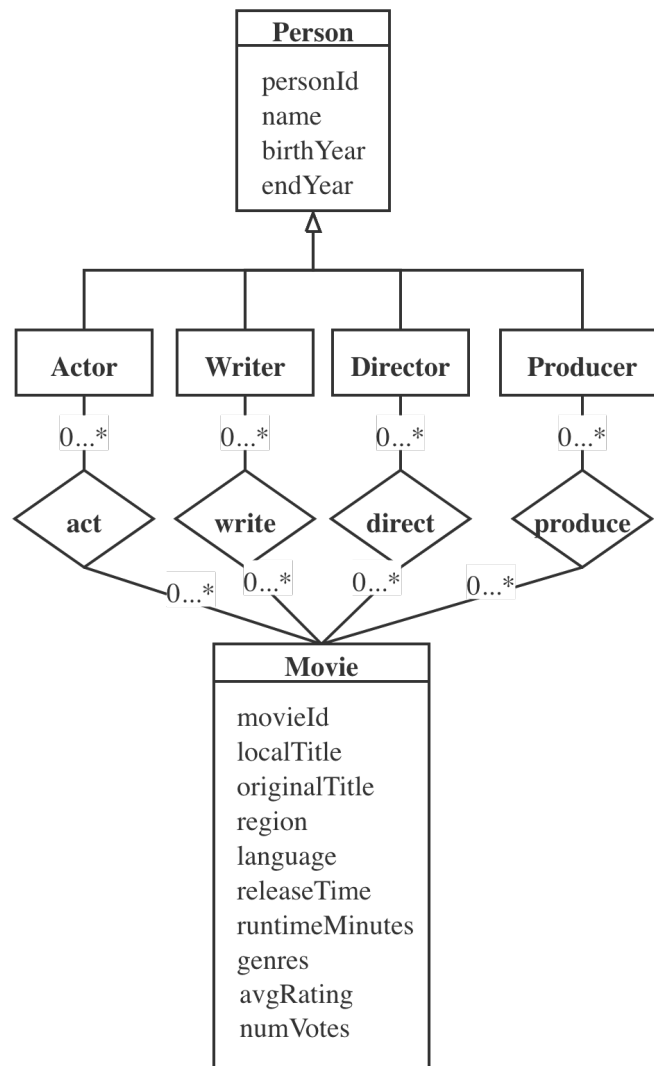 Person
personId
name
birthYear
endYear
Actor
Writer
Director
Producer
0...*
0...*
0...*
0...*
act
write
direct
produce
0...*
0...*
0...*
0...*
Movie
movieId
localTitle
originalTitle
region
language
releaseTime
runtimeMinutes
genres
avgRating
numVotes